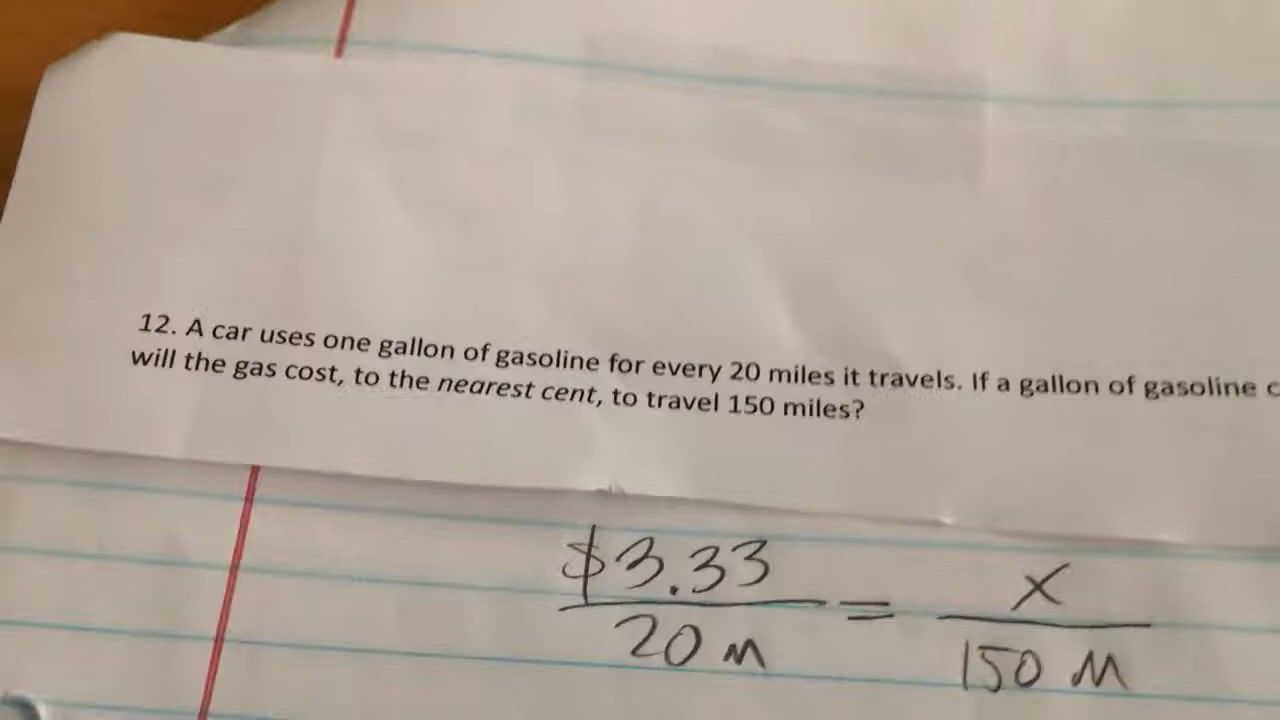 12. A car uses one gallon of gasoline for every 20 miles it travels. If a gallon of gasoline
will the gas cost, to the nearest cent, to travel 150 miles?
$3.33 = x
20 M 150 M